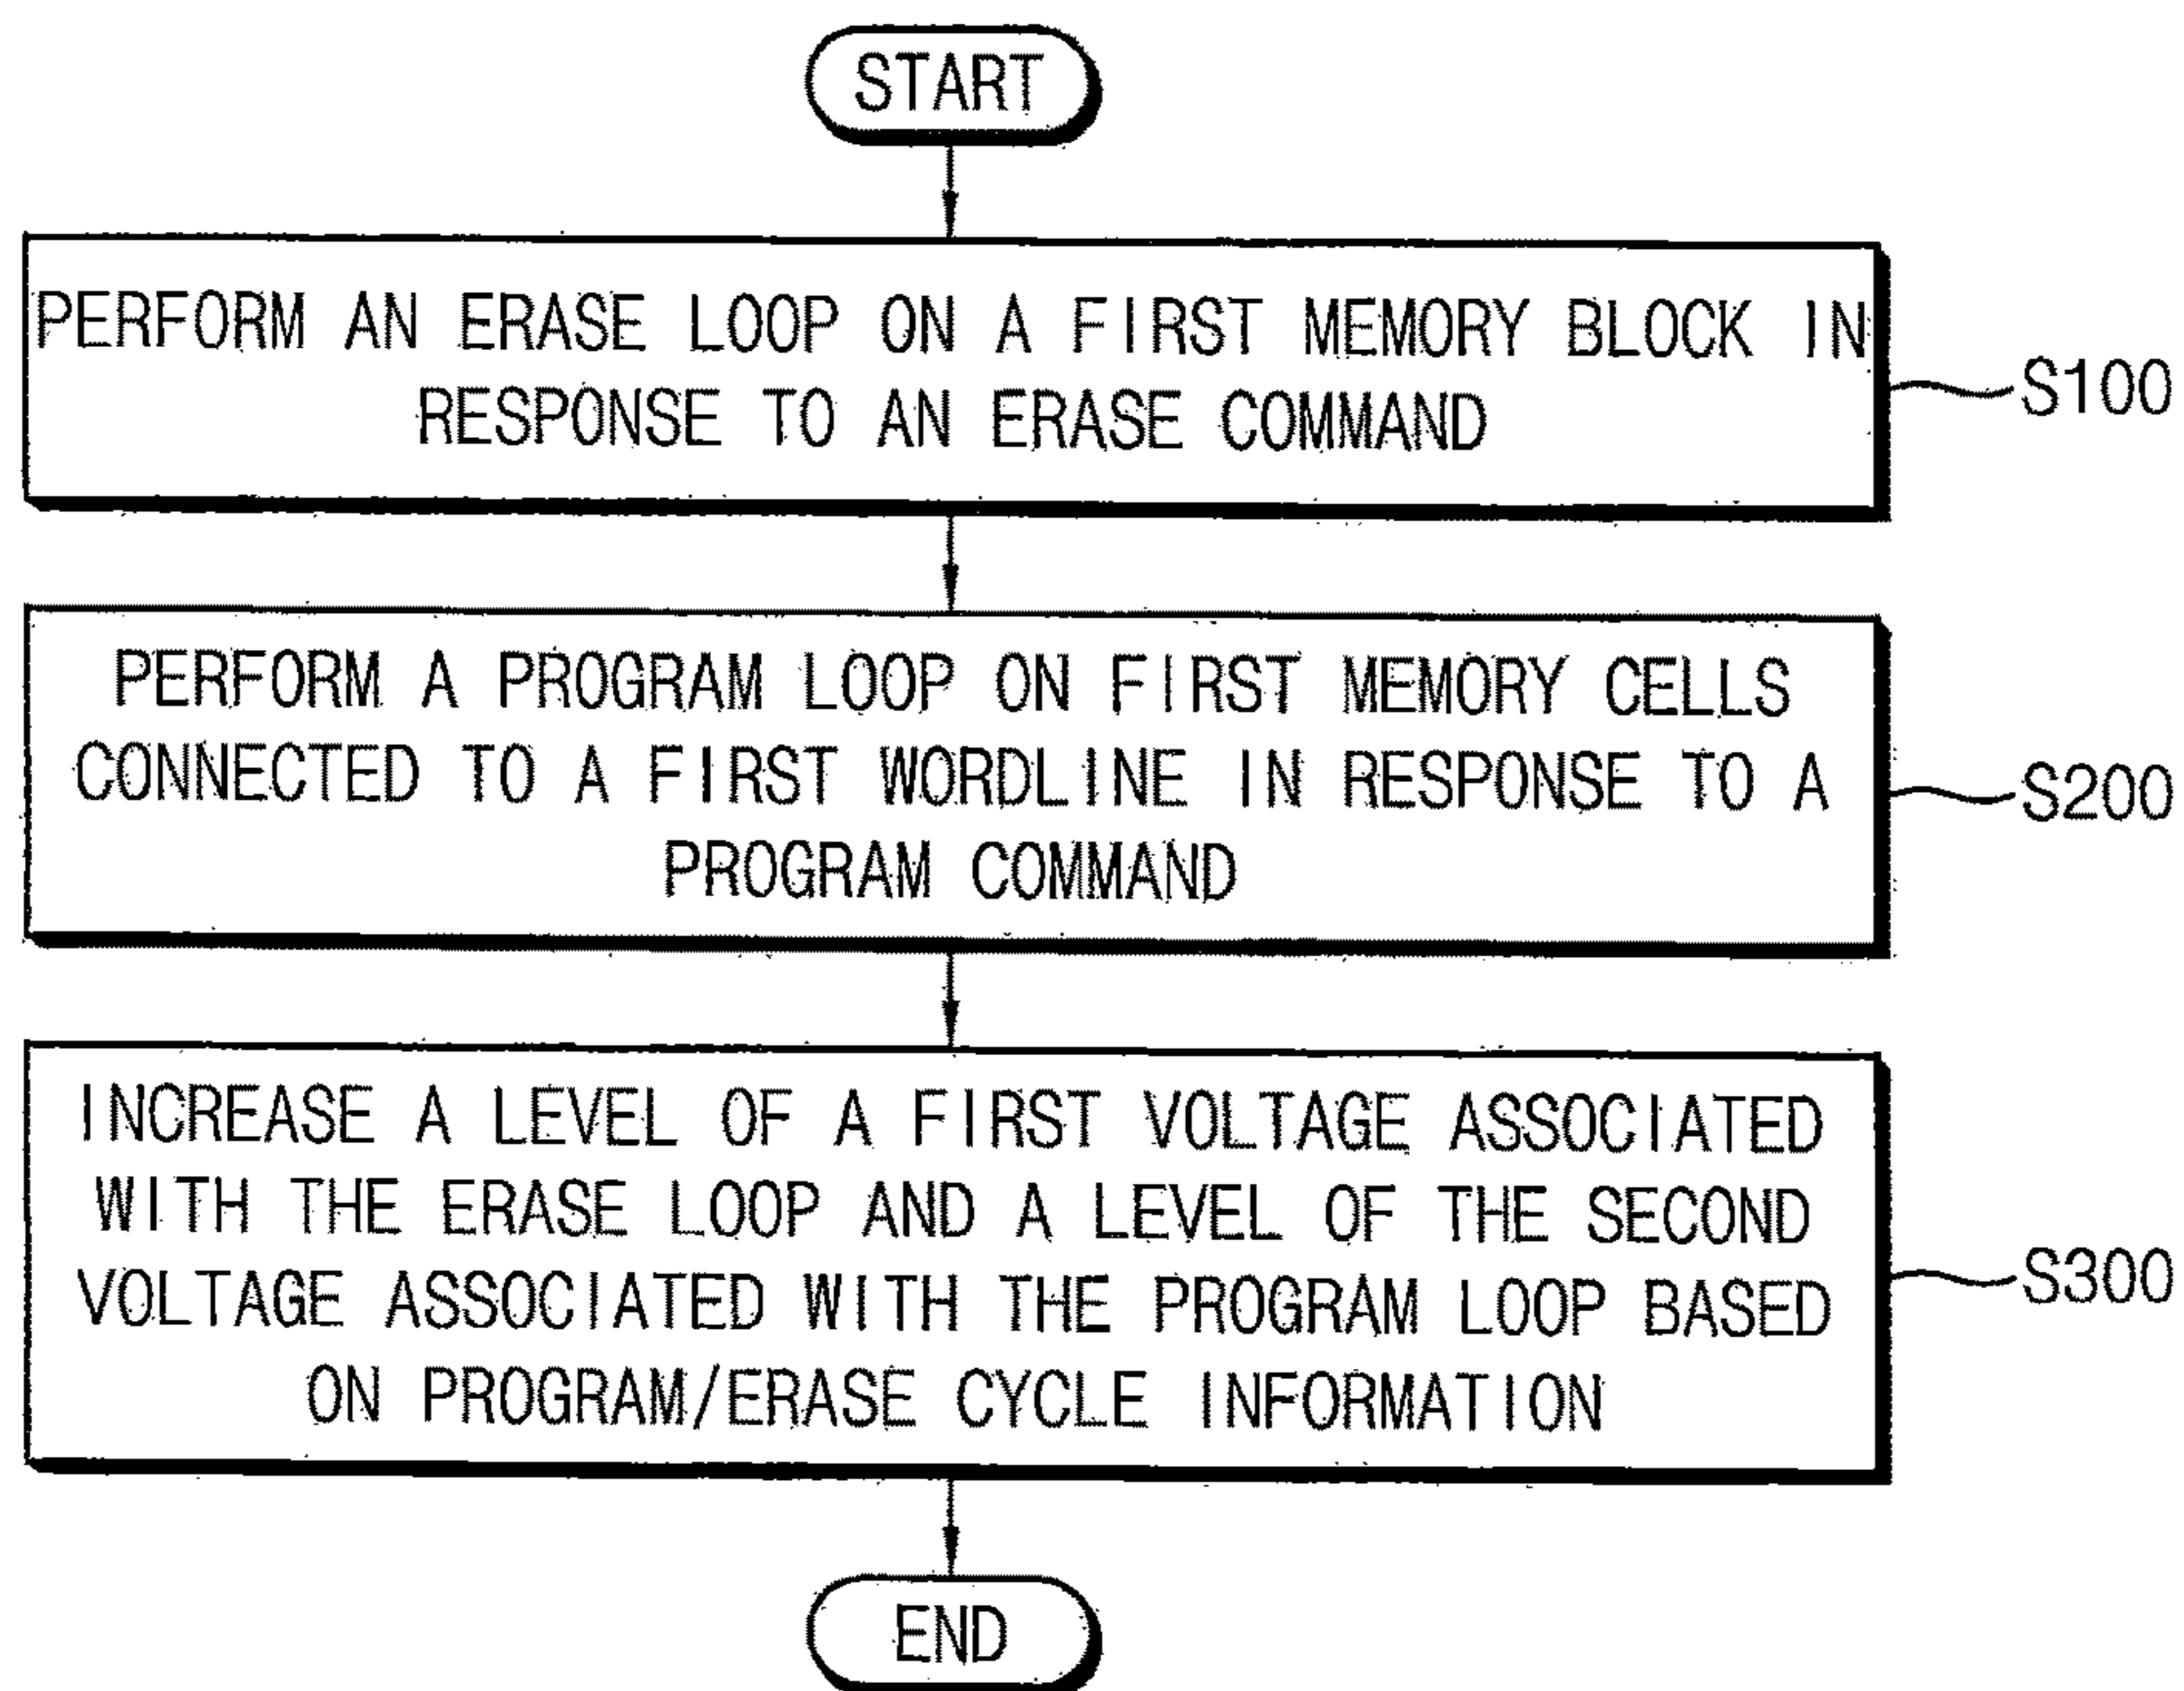 START
PERFORM AN ERASE LOOP ON A FIRST MEMORY BLOCK IN
RESPONSE TO AN ERASE COMMAND
S100
PERFORM A PROGRAM LOOP ON FIRST MEMORY CELLS
CONNECTED TO A FIRST WORDLINE IN RESPONSE TO A
PROGRAM COMMAND
S200
INCREASE A LEVEL OF A FIRST VOLTAGE ASSOCIATED
WITH THE ERASE LOOP AND A LEVEL OF THE SECOND
VOLTAGE ASSOCIATED WITH THE PROGRAM LOOP BASED
ON PROGRAM/ERASE CYCLE INFORMATION
S300
END